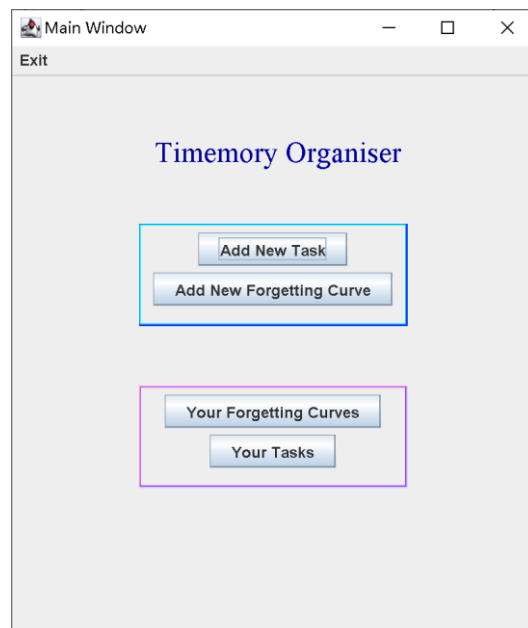 Main Window
Exit
Timemory Organiser
Add New Task
Add New Forgetting Curve
Your Forgetting Curves
Your Tasks